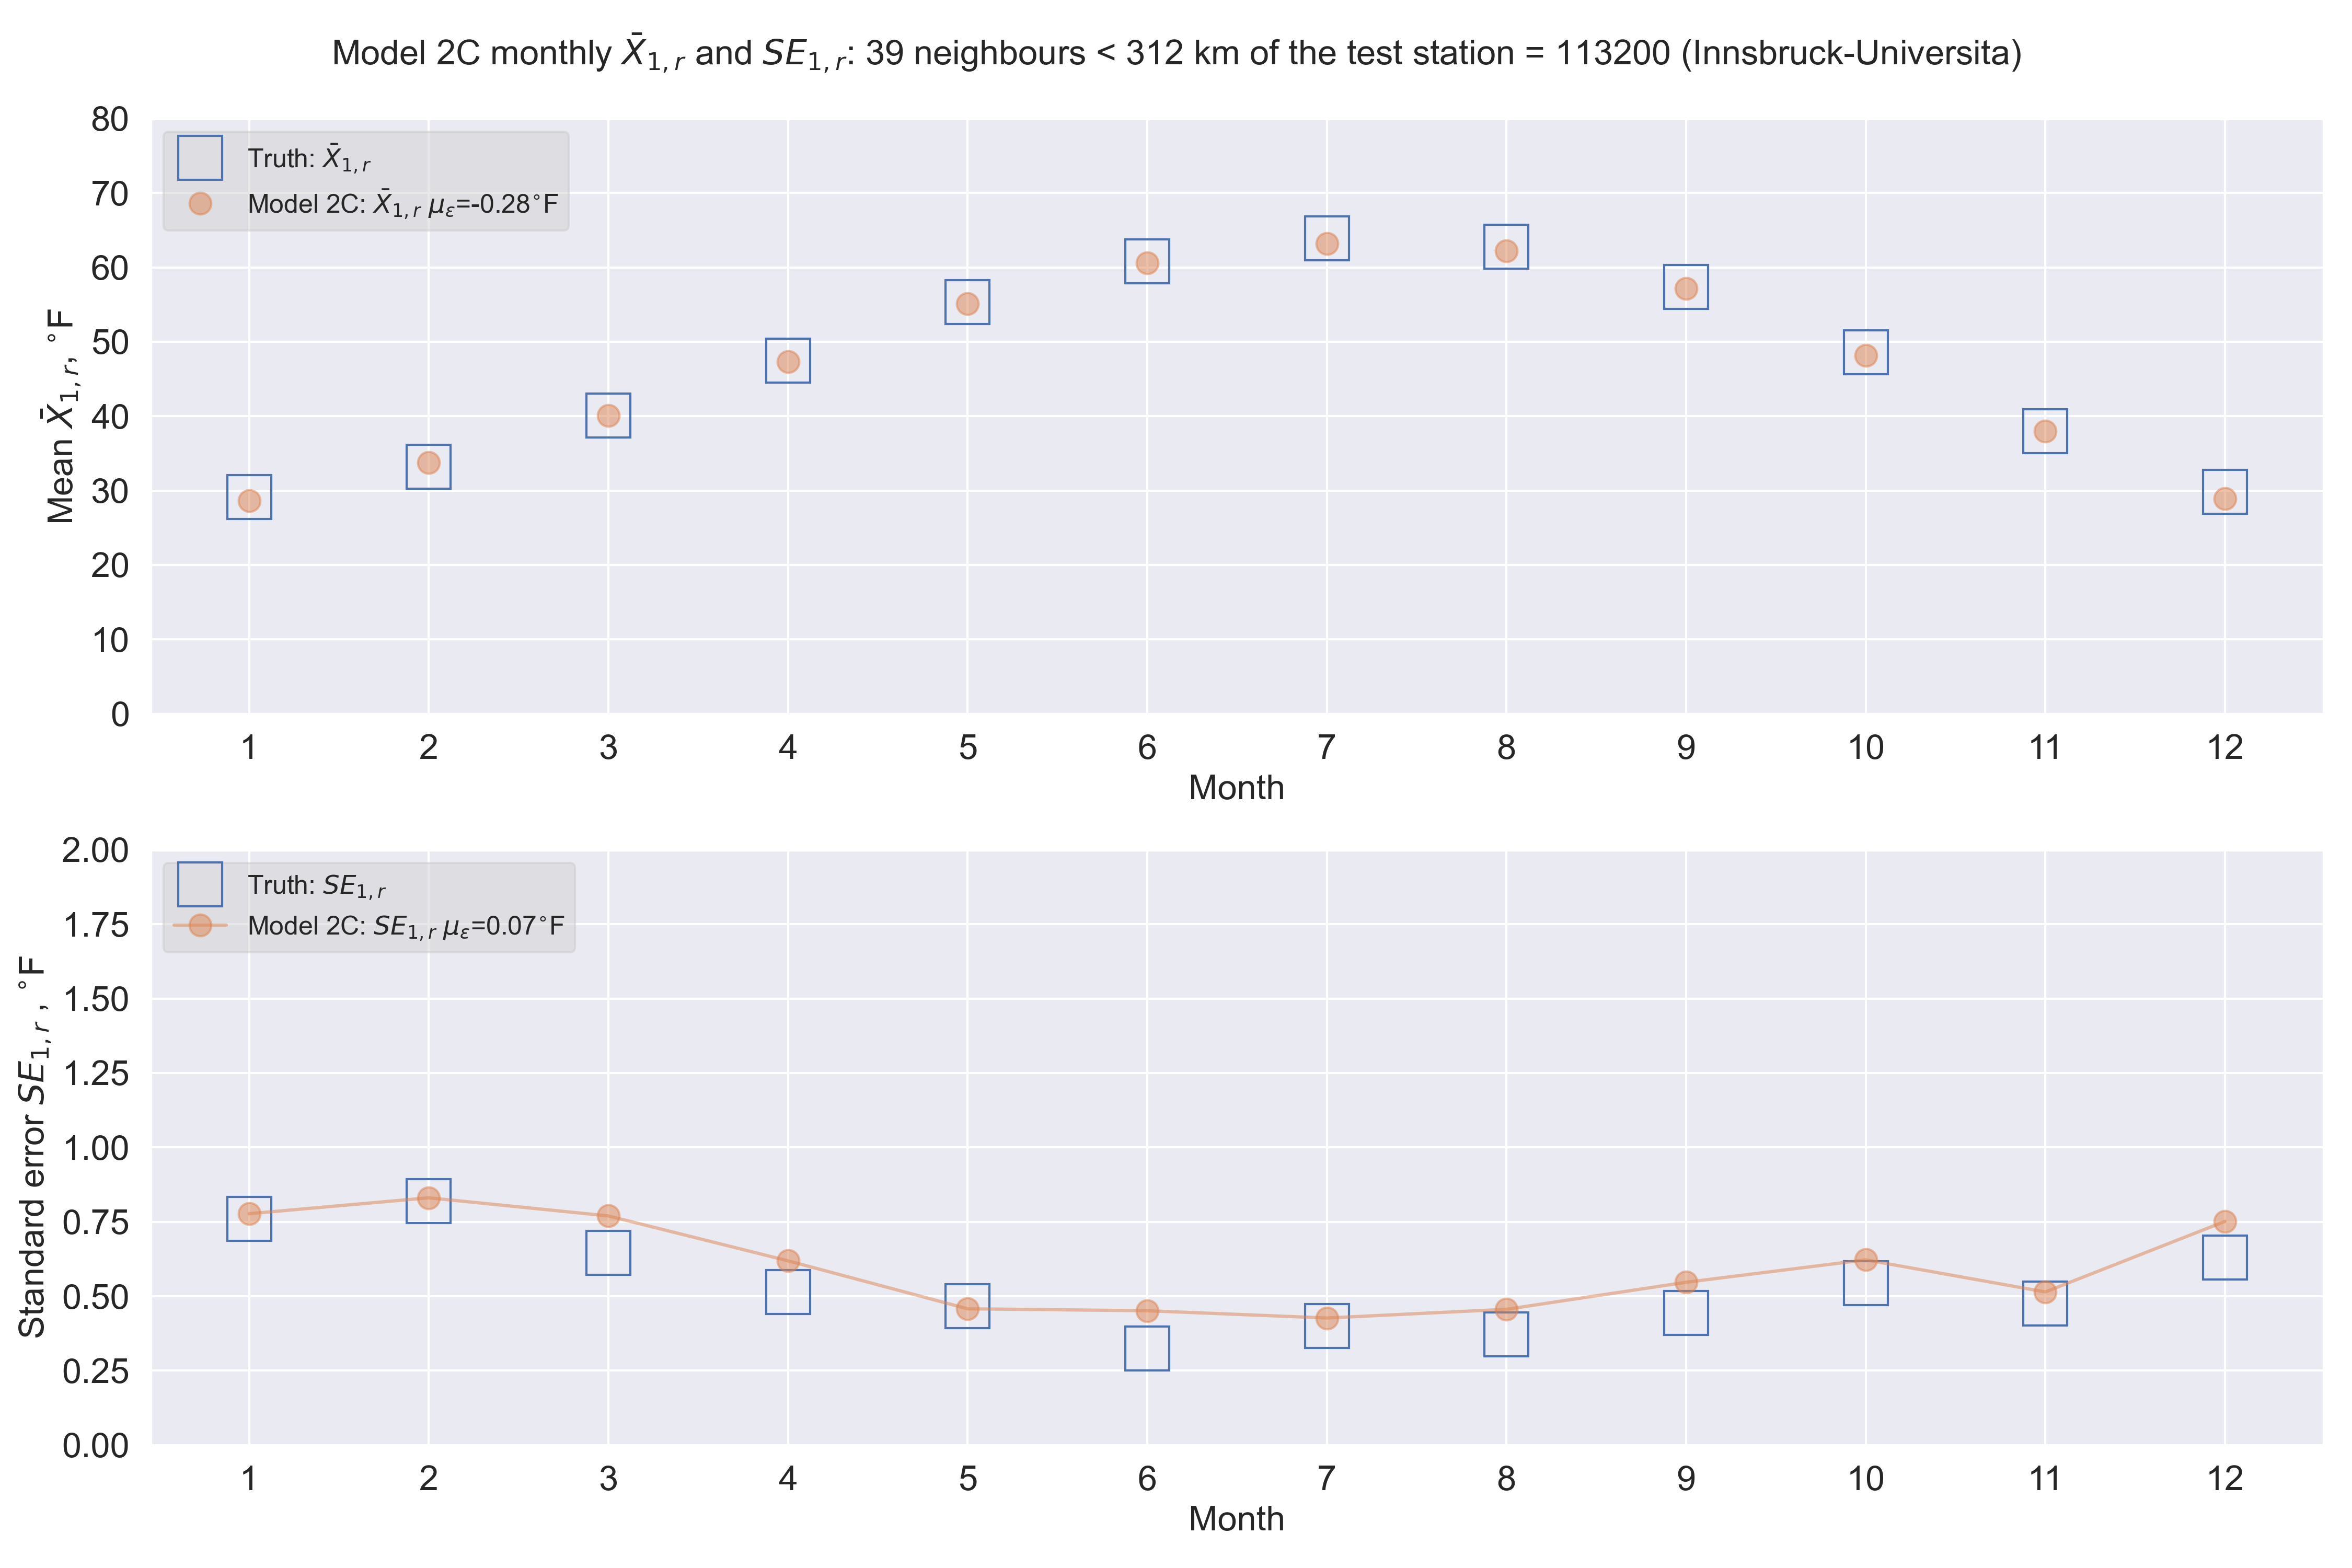 Model 2C monthly X̄1,r and SE1,r: 39 neighbours < 312 km of the test station = 113200 (Innsbruck-Universita)
80
70
60
50
40
30
20
10
0
Mean X̄1,r, °F
Truth: X̄1,r
Model 2C: X̄1,r με=-0.28°F
1 2 3 4 5 6 7 8 9 10 11 12
Month
2.00
1.75
1.50
1.25
1.00
0.75
0.50
0.25
0.00
Standard error SE1,r , °F
Truth: SE1,r
Model 2C: SE1,r με=0.07°F
1 2 3 4 5 6 7 8 9 10 11 12
Month